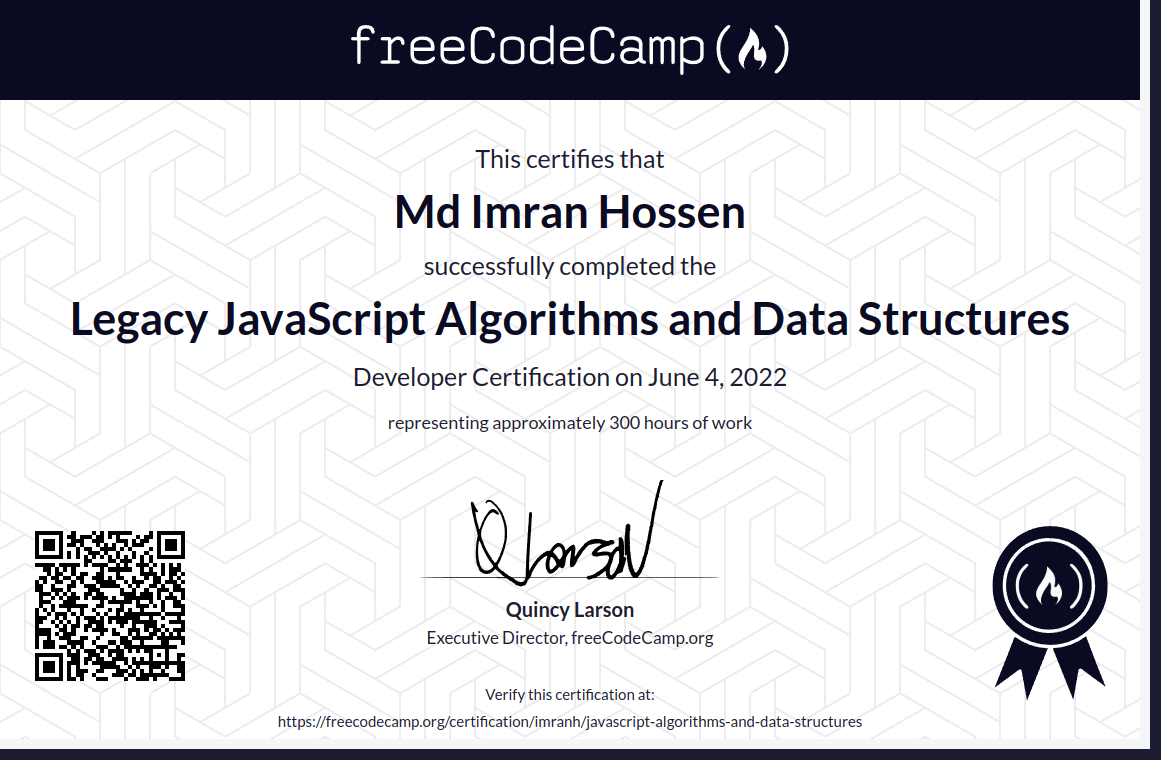 freeCodeCamp
This certifies that
Md Imran Hossen
successfully completed the
Legacy JavaScript Algorithms and Data Structures
Developer Certification on June 4, 2022
representing approximately 300 hours of work
Quincy Larson
Executive Director, freeCodeCamp.org
Verify this certification at:
https://freecodecamp.org/certification/imranh/javascript-algorithms-and-data-structures